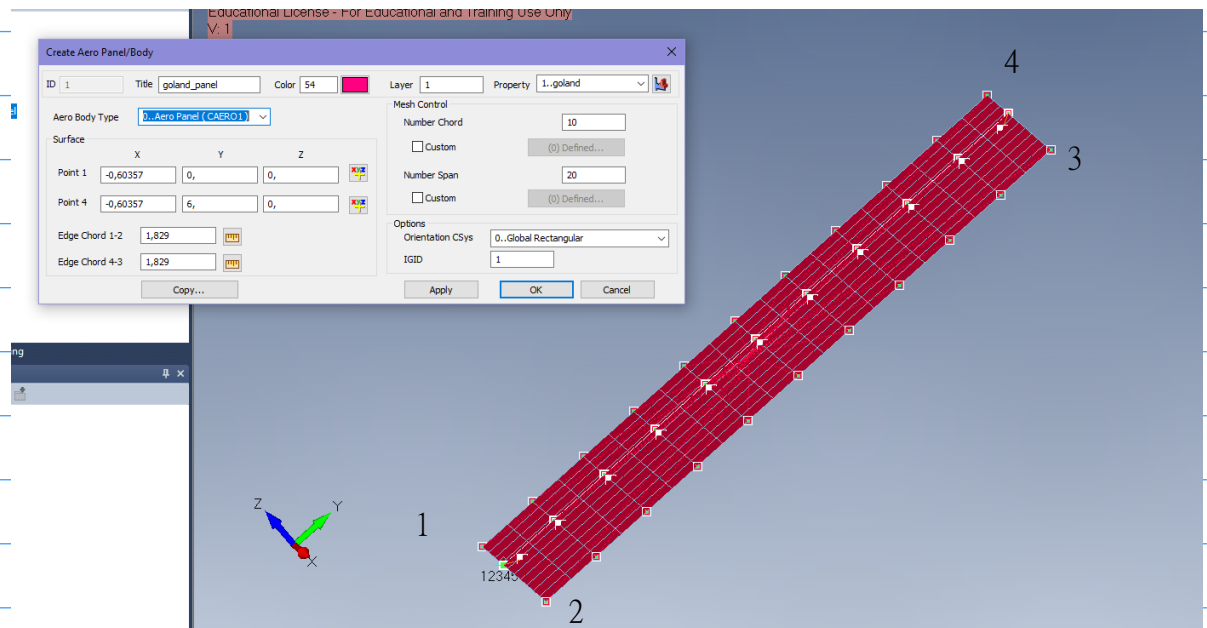 Educational License - For Educational and Training Use Only
V: 1
Create Aero Panel/Body
ID 1 Title goland_panel Color 54 Layer 1 Property 1..goland
Aero Body Type 0..Aero Panel (CAERO1)
Surface
X Y Z
Point 1 -0,60357 0, 0,
Point 4 -0,60357 6, 0,
Edge Chord 1-2 1,829
Edge Chord 4-3 1,829
Copy...
Mesh Control
Number Chord 10
Custom (0) Defined...
Number Span 20
Custom (0) Defined...
Options
Orientation CSys 0..Global Rectangular
IGID 1
Apply OK Cancel
ng
4
3
Z Y
X
1
12345
2